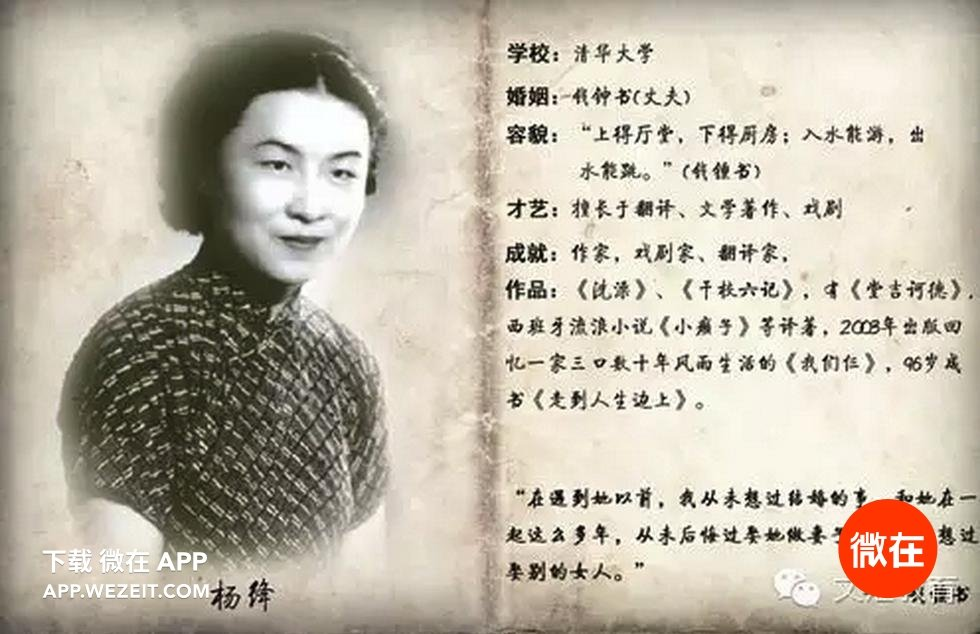 学校：清华大学
婚姻：钱钟书(丈夫)
容貌：“上得厅堂，下得厨房；入水能游，出
水能跳。”(钱锺书)
才艺：擅长于翻译、文学著作、戏剧
成就：作家，戏剧家、翻译家，
作品：《洗澡》、《干校六记》，有《堂吉诃德》，
西班牙流浪小说《小癞子》等译著，2003年出版回
忆一家三口数十年风雨生活的《我们仨》，96岁成
书《走到人生边上》。
“在遇到她以前，我从未想过结婚的事，和她在一
起这么多年，从未后悔过娶她做妻 想过
娶别的女人。”
书
杨绛
下载 微在 APP
APP.WEZEIT.COM
微在